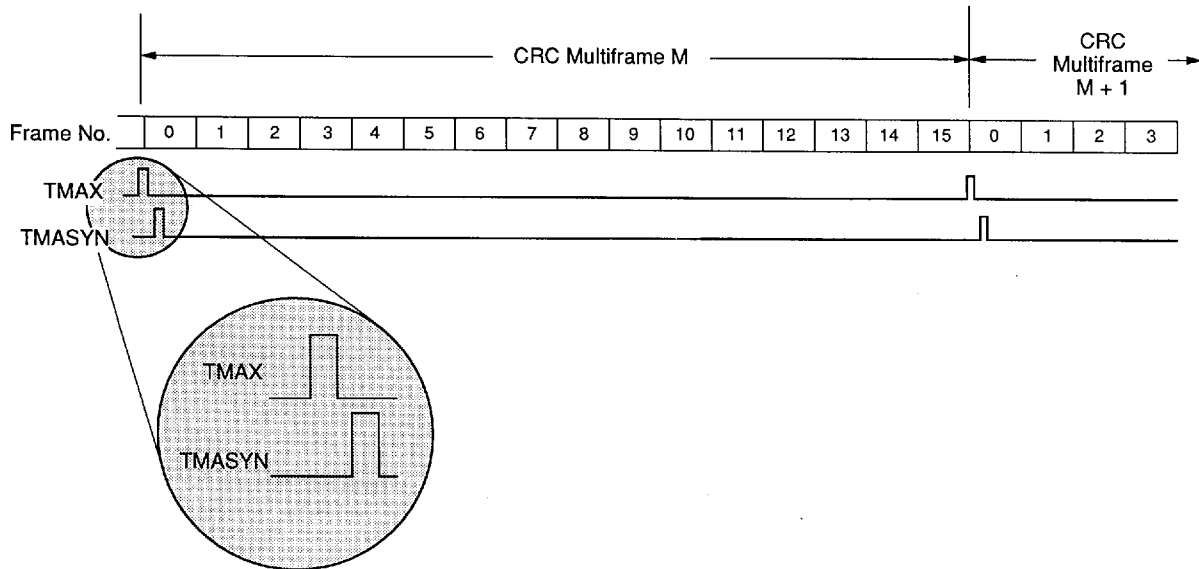 CRC Multiframe M
CRC
Multiframe
M + 1
Frame No. 0 1 2 3 4 5 6 7 8 9 10 11 12 13 14 15 0 1 2 3
TMAX
TMASYN
TMAX
TMASYN